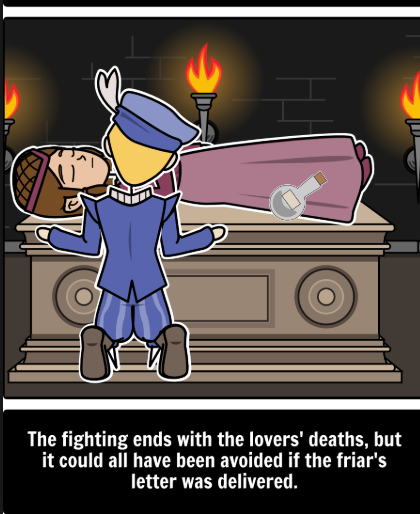 The fighting ends with the lovers' deaths, but
it could all have been avoided if the friar's
letter was delivered.